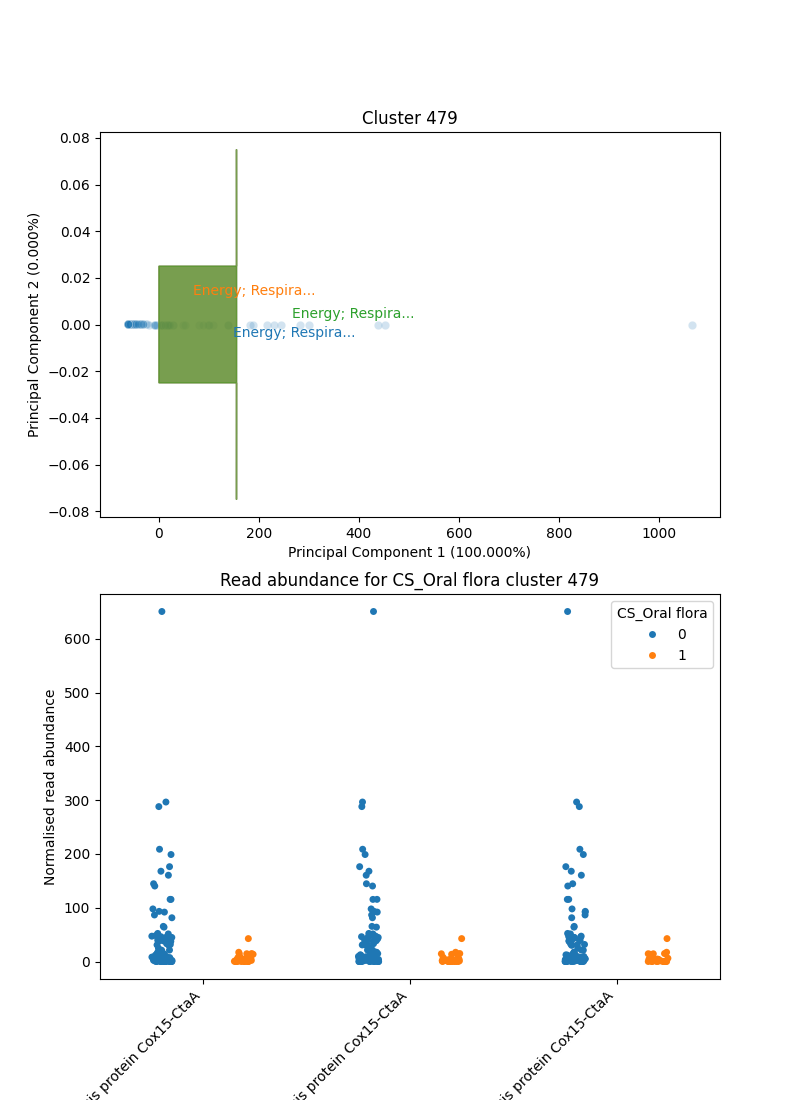 Cluster 479
0.08
0.06
0.04
0.02
0.00
−0.02
−0.04
−0.06
−0.08
Principal Component 2 (0.000%)
Energy; Respira...
Energy; Respira...
Energy; Respira...
0 200 400 600 800 1000
Principal Component 1 (100.000%)
Read abundance for CS_Oral flora cluster 479
CS_Oral flora
0
1
600
500
400
300
200
100
0
Normalised read abundance
is protein Cox15-CtaA
is protein Cox15-CtaA
is protein Cox15-CtaA